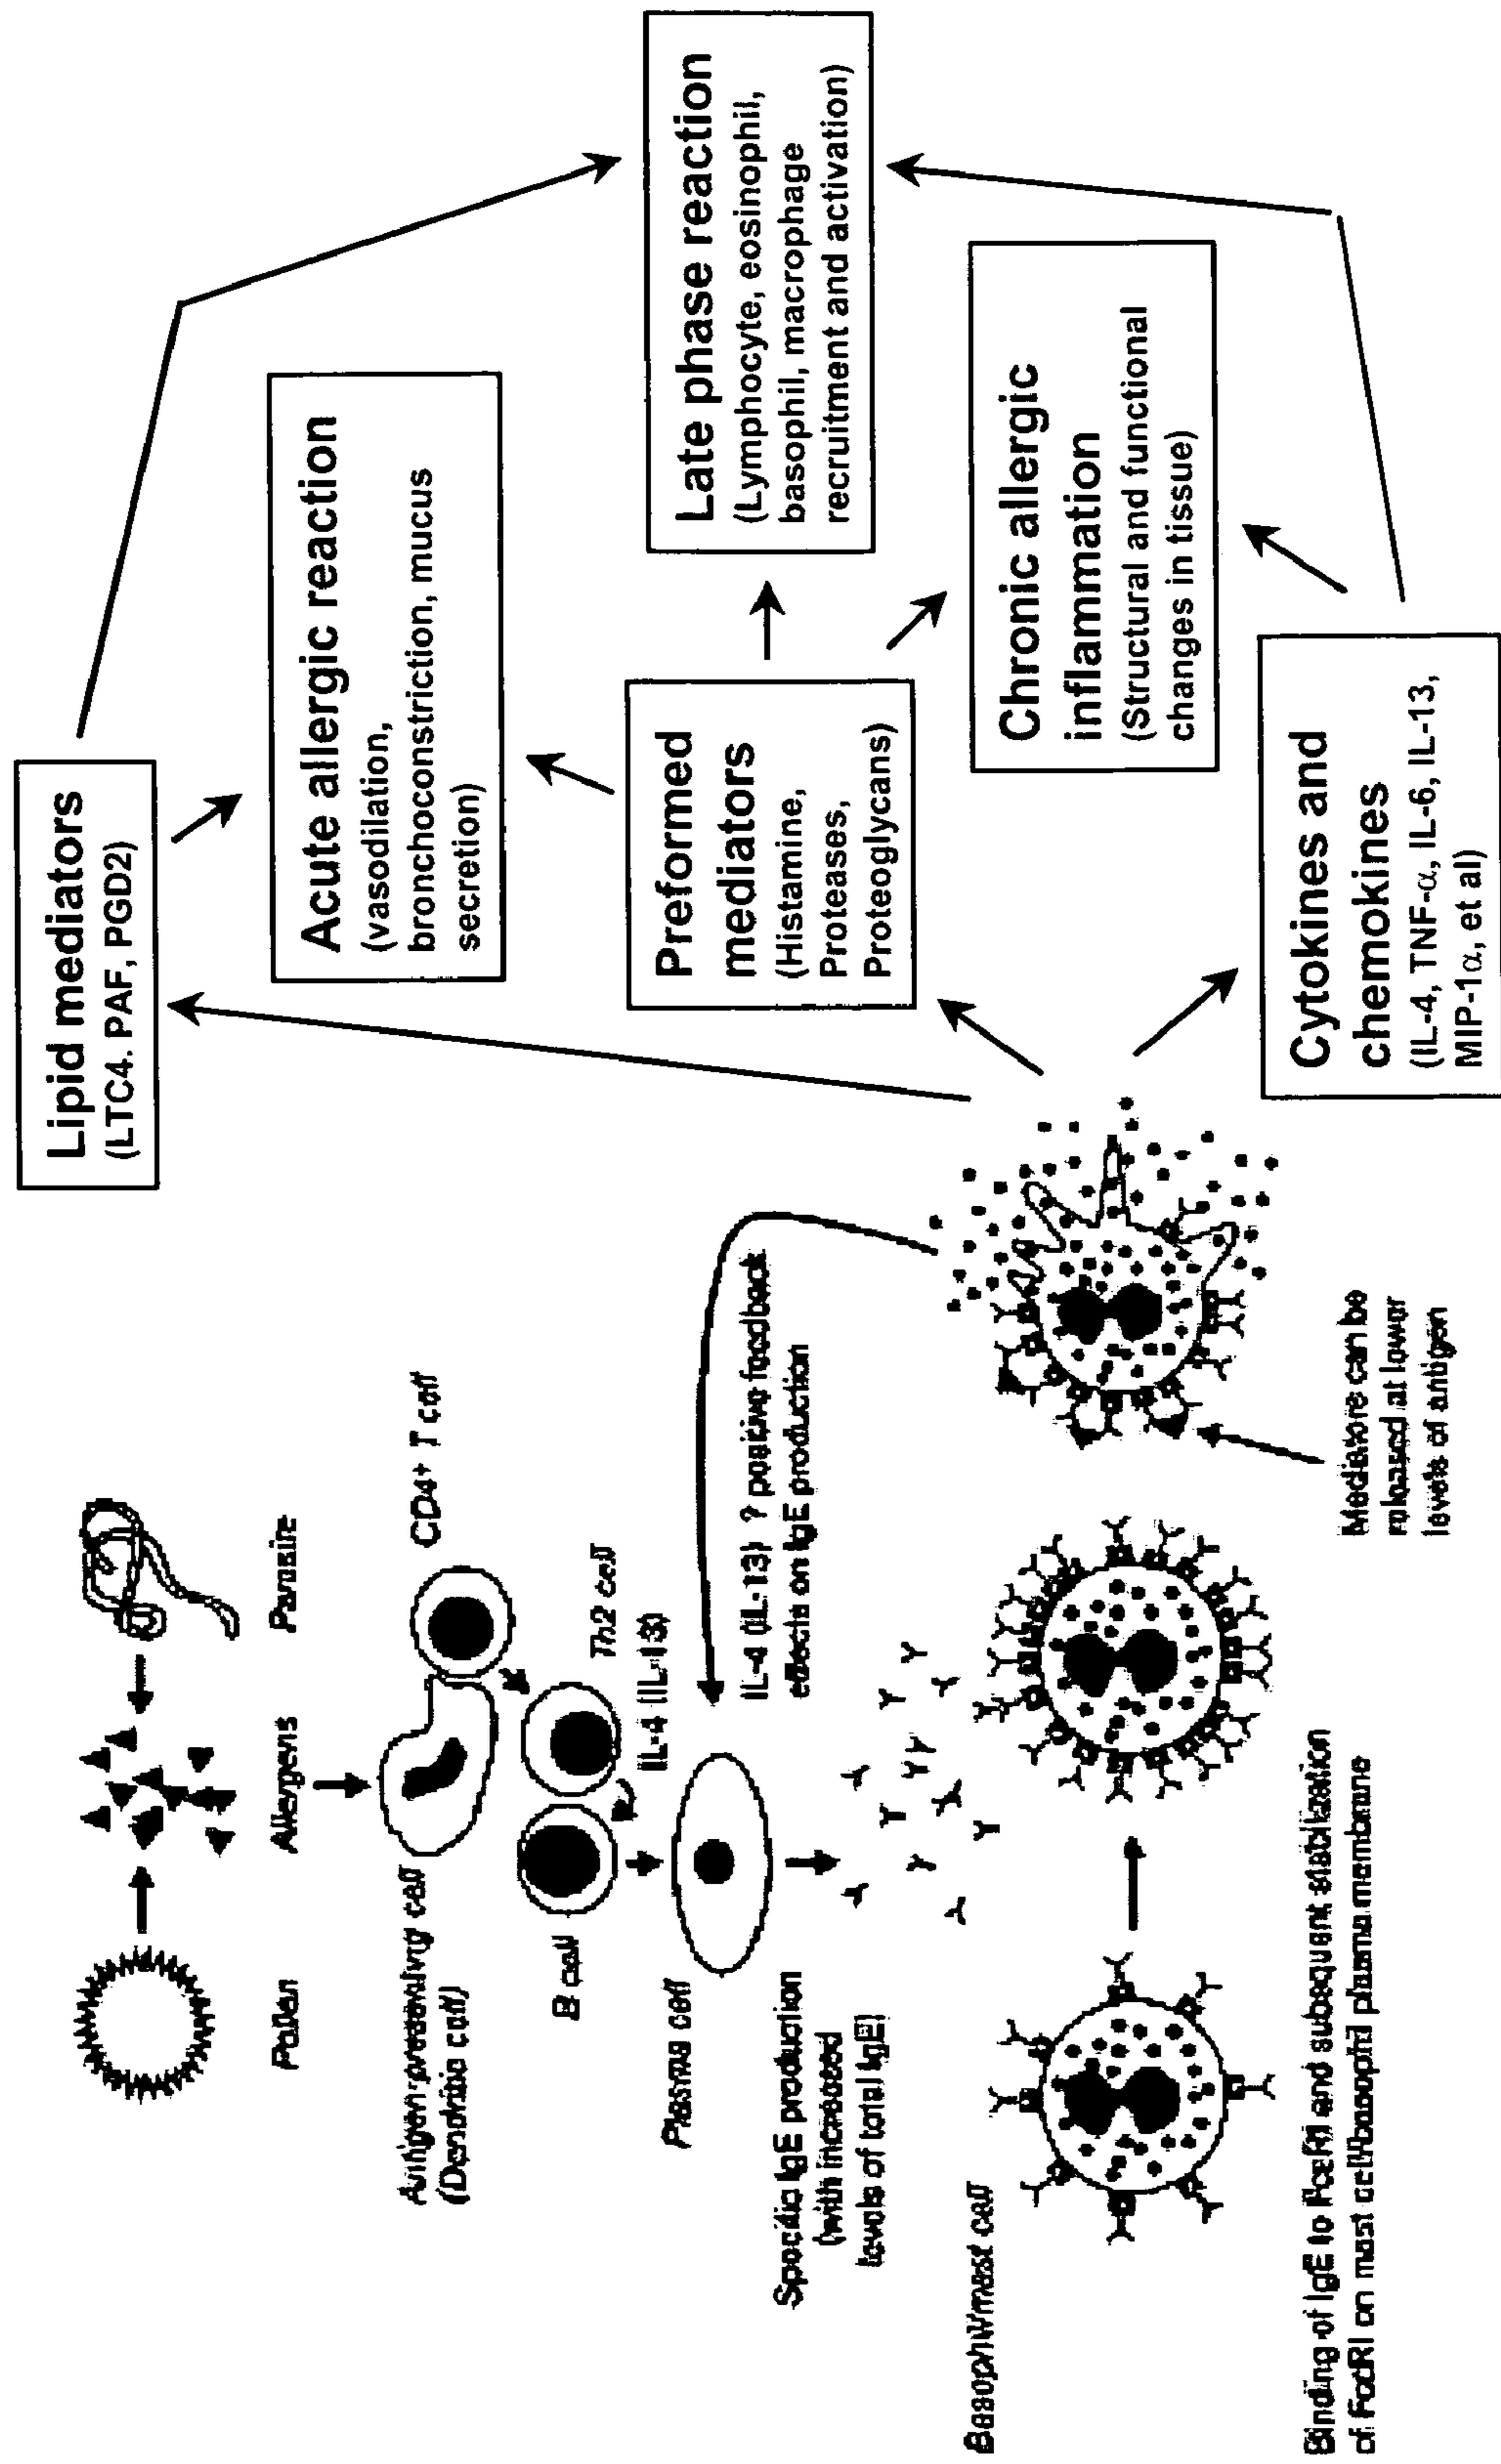 Pollen
Allergens
Parasite
Antigen-presenting cell
(Dendritic cell)
CD4+ T cell
B cell
Th2 cell
IL-4 (IL-13)
Plasma cell
IL-4 (IL-13) ? positive feedback
effects on IgE production
Specific IgE production
(with increased
levels of total IgE)
Basophil/mast cell
Binding of IgE to FcεRI and subsequent stabilization
of FcεRI on mast cell/basophil plasma membrane
Mediators can be
released at lower
levels of antigen
Lipid mediators
(LTC4. PAF, PGD2)
Acute allergic reaction
(vasodilation,
bronchoconstriction, mucus
secretion)
Preformed
mediators
(Histamine,
Proteases,
Proteoglycans)
Late phase reaction
(Lymphocyte, eosinophil,
basophil, macrophage
recruitment and activation)
Chronic allergic
inflammation
(Structural and functional
changes in tissue)
Cytokines and
chemokines
(IL-4, TNF-α, IL-6, IL-13,
MIP-1α, et al)